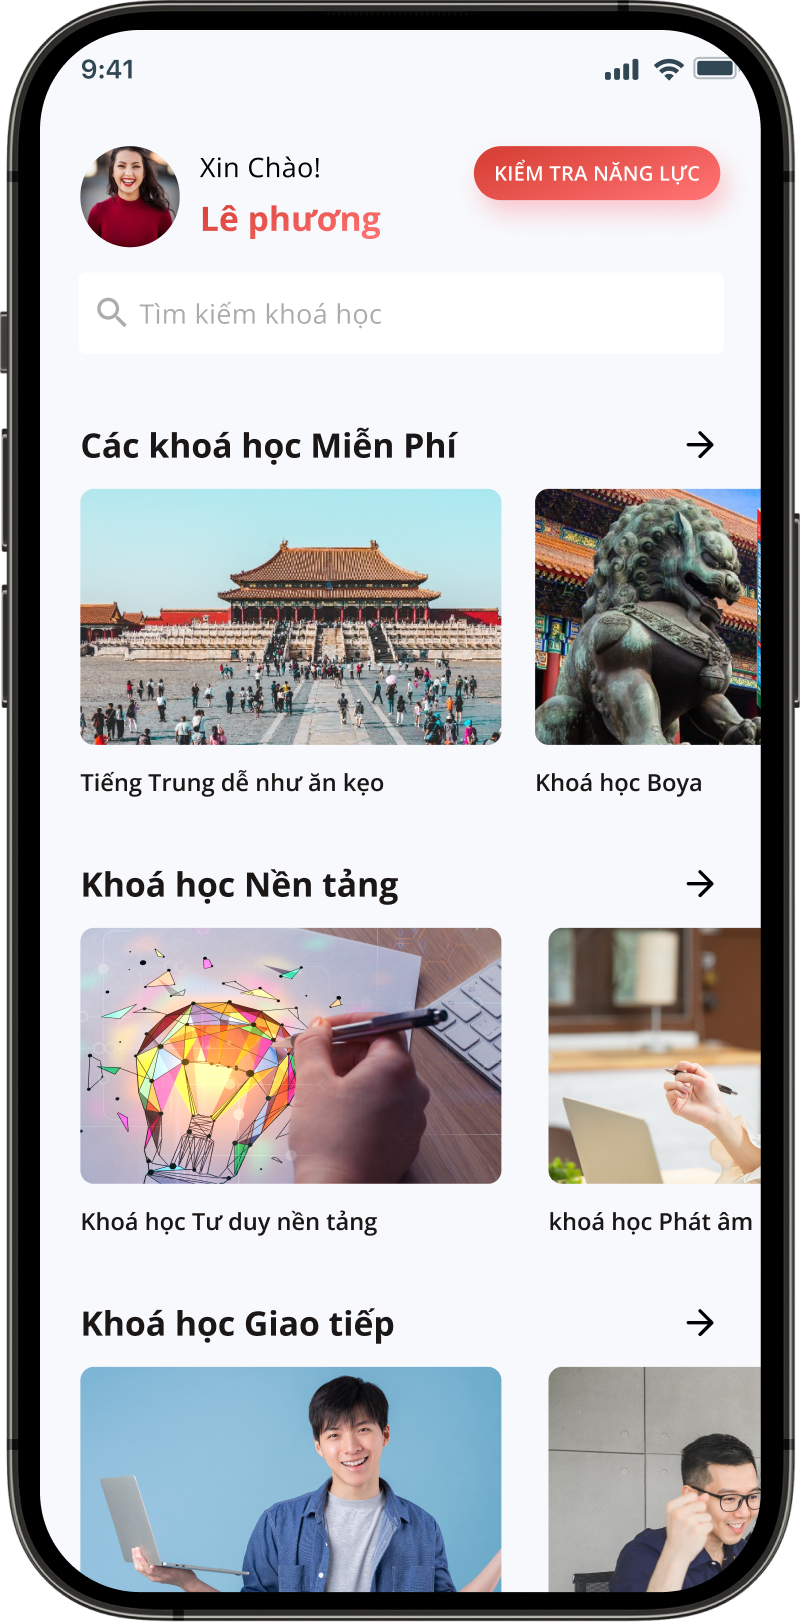 9:41
Xin Chào!
KIỂM TRA NĂNG LỰC
Lê phương
Tìm kiếm khoá học
Các khoá học Miễn Phí
Tiếng Trung dễ như ăn kẹo
Khoá học Boya
Khoá học Nền tảng
Khoá học Tư duy nền tảng
khoá học Phát âm
Khoá học Giao tiếp